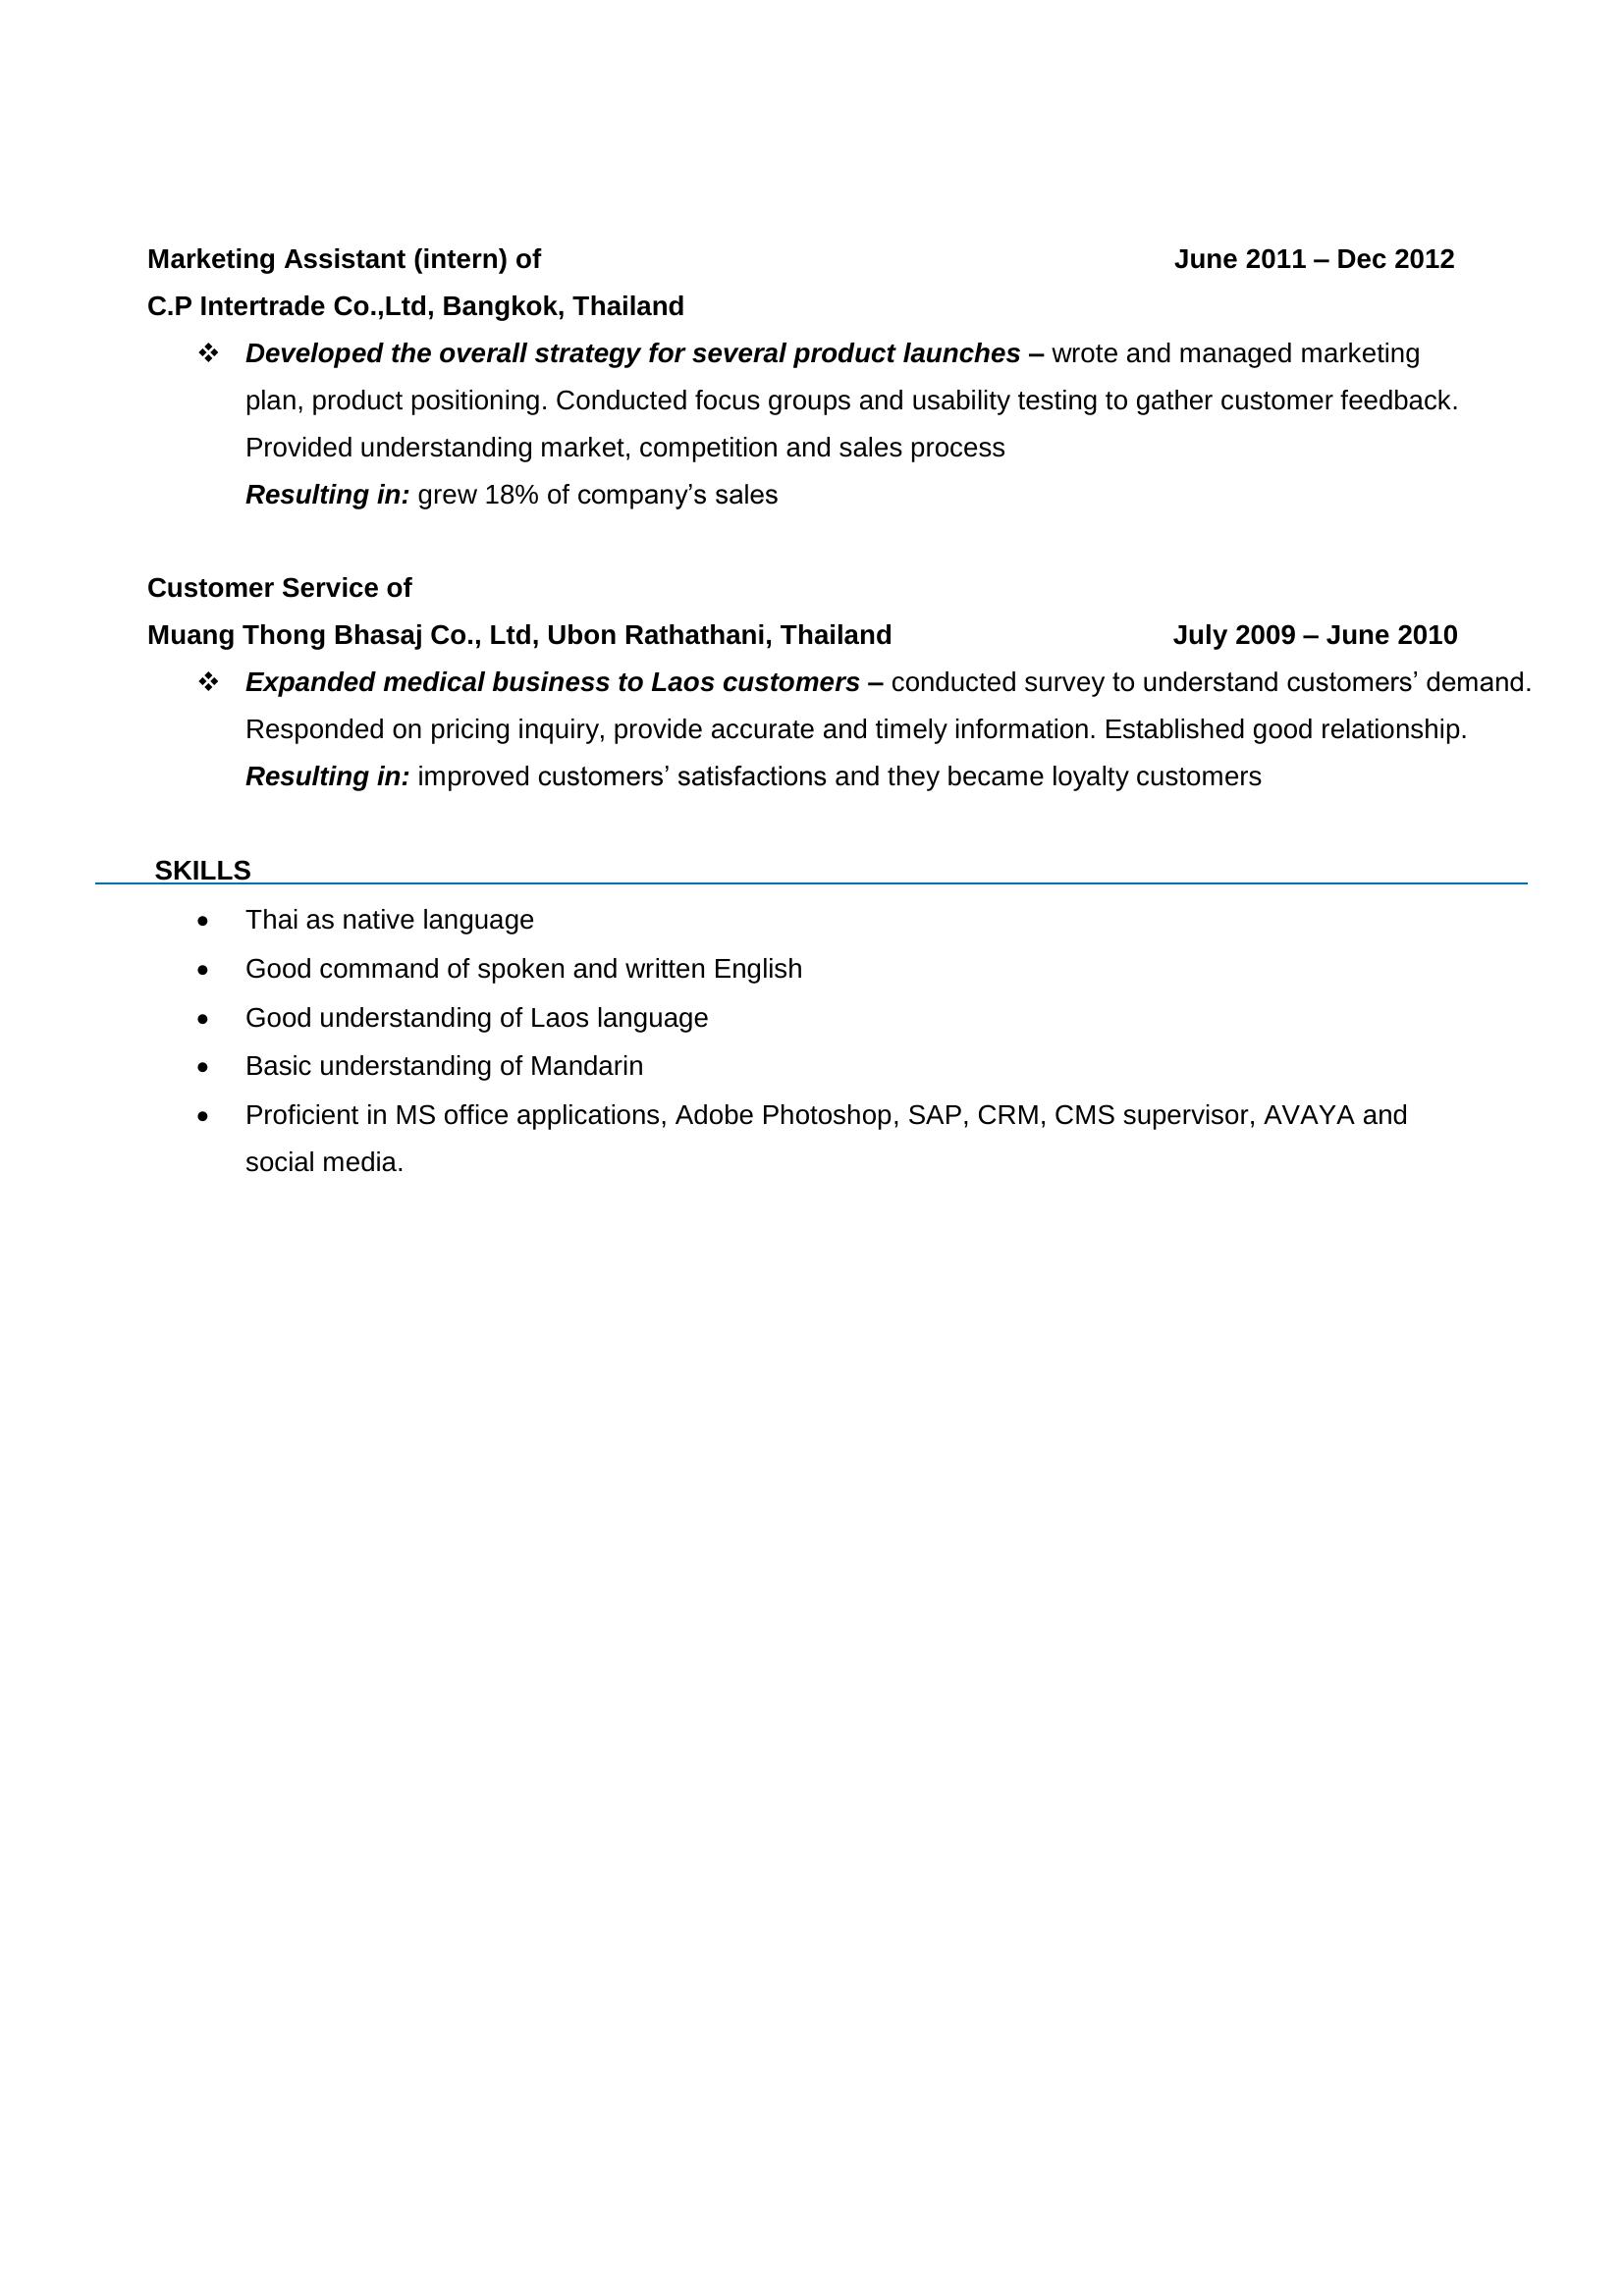 Marketing Assistant (intern) of June 2011 – Dec 2012
C.P Intertrade Co.,Ltd, Bangkok, Thailand
❖ Developed the overall strategy for several product launches – wrote and managed marketing
plan, product positioning. Conducted focus groups and usability testing to gather customer feedback.
Provided understanding market, competition and sales process
Resulting in: grew 18% of company’s sales
Customer Service of
Muang Thong Bhasaj Co., Ltd, Ubon Rathathani, Thailand July 2009 – June 2010
❖ Expanded medical business to Laos customers – conducted survey to understand customers’ demand.
Responded on pricing inquiry, provide accurate and timely information. Established good relationship.
Resulting in: improved customers’ satisfactions and they became loyalty customers
SKILLS
• Thai as native language
• Good command of spoken and written English
• Good understanding of Laos language
• Basic understanding of Mandarin
• Proficient in MS office applications, Adobe Photoshop, SAP, CRM, CMS supervisor, AVAYA and
social media.